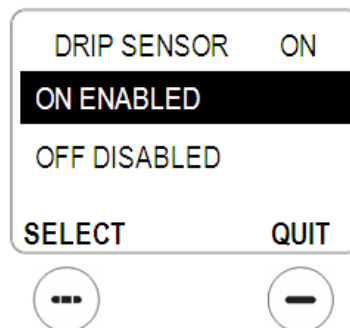 DRIP SENSOR ON
ON ENABLED
OFF DISABLED
SELECT QUIT